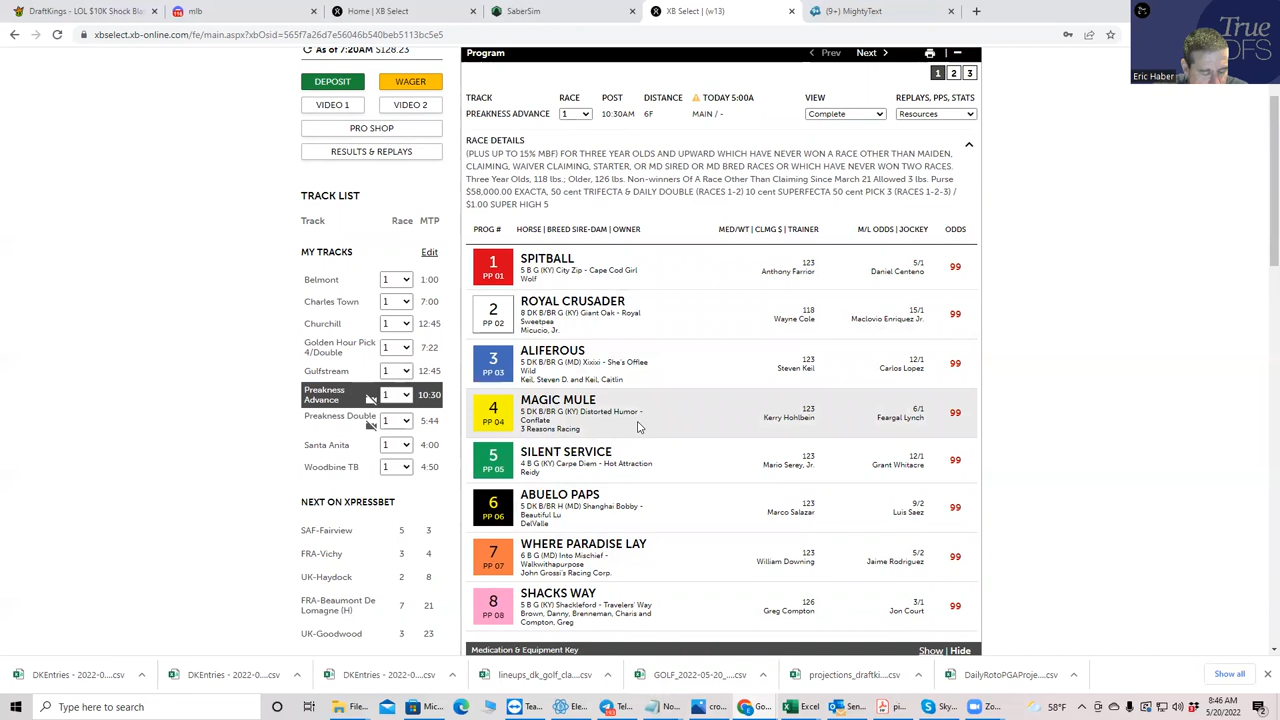 DraftKings - LOL $10K Shock Blan
mlb
Home | XB Select
SaberSim
XB Select | (w13)
(9+) MightyText
xbselect.xb-online.com/fe/main.aspx?xbOsid=565f7a26d7e56046b540beb5113bc5e5
True
DFS
Eric Haber
As of 7:20AM $128.23
DEPOSIT
WAGER
VIDEO 1
VIDEO 2
PRO SHOP
RESULTS & REPLAYS
TRACK LIST
Track Race MTP
MY TRACKS Edit
Belmont 1 1:00
Charles Town 1 7:00
Churchill 1 12:45
Golden Hour Pick
4/Double 1 7:22
Gulfstream 1 12:45
Preakness
Advance 1 10:30
Preakness Double 1 5:44
Santa Anita 1 4:00
Woodbine TB 1 4:50
NEXT ON XPRESSBET
SAF-Fairview 5 3
FRA-Vichy 3 4
UK-Haydock 2 8
FRA-Beaumont De
Lomagne (H) 7 21
UK-Goodwood 3 23
Program
Prev Next
1 2 3
TRACK RACE POST DISTANCE TODAY 5:00A VIEW REPLAYS, PPS, STATS
PREAKNESS ADVANCE 1 10:30AM 6F MAIN / - Complete Resources
RACE DETAILS
(PLUS UP TO 15% MBF) FOR THREE YEAR OLDS AND UPWARD WHICH HAVE NEVER WON A RACE OTHER THAN MAIDEN,
CLAIMING, WAIVER CLAIMING, STARTER, OR MD SIRED OR MD BRED RACES OR WHICH HAVE NEVER WON TWO RACES.
Three Year Olds, 118 lbs.; Older, 126 lbs. Non-winners Of A Race Other Than Claiming Since March 21 Allowed 3 lbs. Purse
$58,000.00 EXACTA, 50 cent TRIFECTA & DAILY DOUBLE (RACES 1-2) 10 cent SUPERFECTA 50 cent PICK 3 (RACES 1-2-3) /
$1.00 SUPER HIGH 5
PROG # HORSE | BREED SIRE-DAM | OWNER MED/WT | CLMG $ | TRAINER M/L ODDS | JOCKEY ODDS
1 PP 01
SPITBALL
5 B G (KY) City Zip - Cape Cod Girl
Wolf
123
Anthony Farrior
5/1
Daniel Centeno
99
2 PP 02
ROYAL CRUSADER
8 DK B/BR G (KY) Giant Oak - Royal
Sweetpea
Micucio, Jr.
118
Wayne Cole
15/1
Maclovio Enriquez Jr.
99
3 PP 03
ALIFEROUS
5 DK B/BR G (MD) Xixixi - She's Offlee
Wild
Keil, Steven D. and Keil, Caitlin
123
Steven Keil
12/1
Carlos Lopez
99
4 PP 04
MAGIC MULE
5 DK B/BR G (KY) Distorted Humor -
Conflate
3 Reasons Racing
123
Kerry Hohlbein
6/1
Feargal Lynch
99
5 PP 05
SILENT SERVICE
4 B G (KY) Carpe Diem - Hot Attraction
Reidy
123
Mario Serey, Jr.
12/1
Grant Whitacre
99
6 PP 06
ABUELO PAPS
5 DK B/BR H (MD) Shanghai Bobby -
Beautiful Lu
DelValle
123
Marco Salazar
9/2
Luis Saez
99
7 PP 07
WHERE PARADISE LAY
6 B G (MD) Into Mischief -
Walkwithapurpose
John Grossi's Racing Corp.
123
William Downing
5/2
Jaime Rodriguez
99
8 PP 08
SHACKS WAY
5 B G (KY) Shackleford - Travelers' Way
Brown, Danny, Brenneman, Charis and
Compton, Greg
126
Greg Compton
3/1
Jon Court
99
Medication & Equipment Key Show | Hide
DKEntries - 2022-0....csv
DKEntries - 2022-0....csv
DKEntries - 2022-0....csv
lineups_dk_golf_cla....csv
GOLF_2022-05-20_....csv
projections_draftki....csv
DailyRotoPGAProje....csv
Show all
Type here to search
File...
Tea...
Ele...
Tel...
No...
cro...
Go...
Excel
Sen...
pi...
Sky...
Zo...
58°F
8:46 AM
5/20/2022